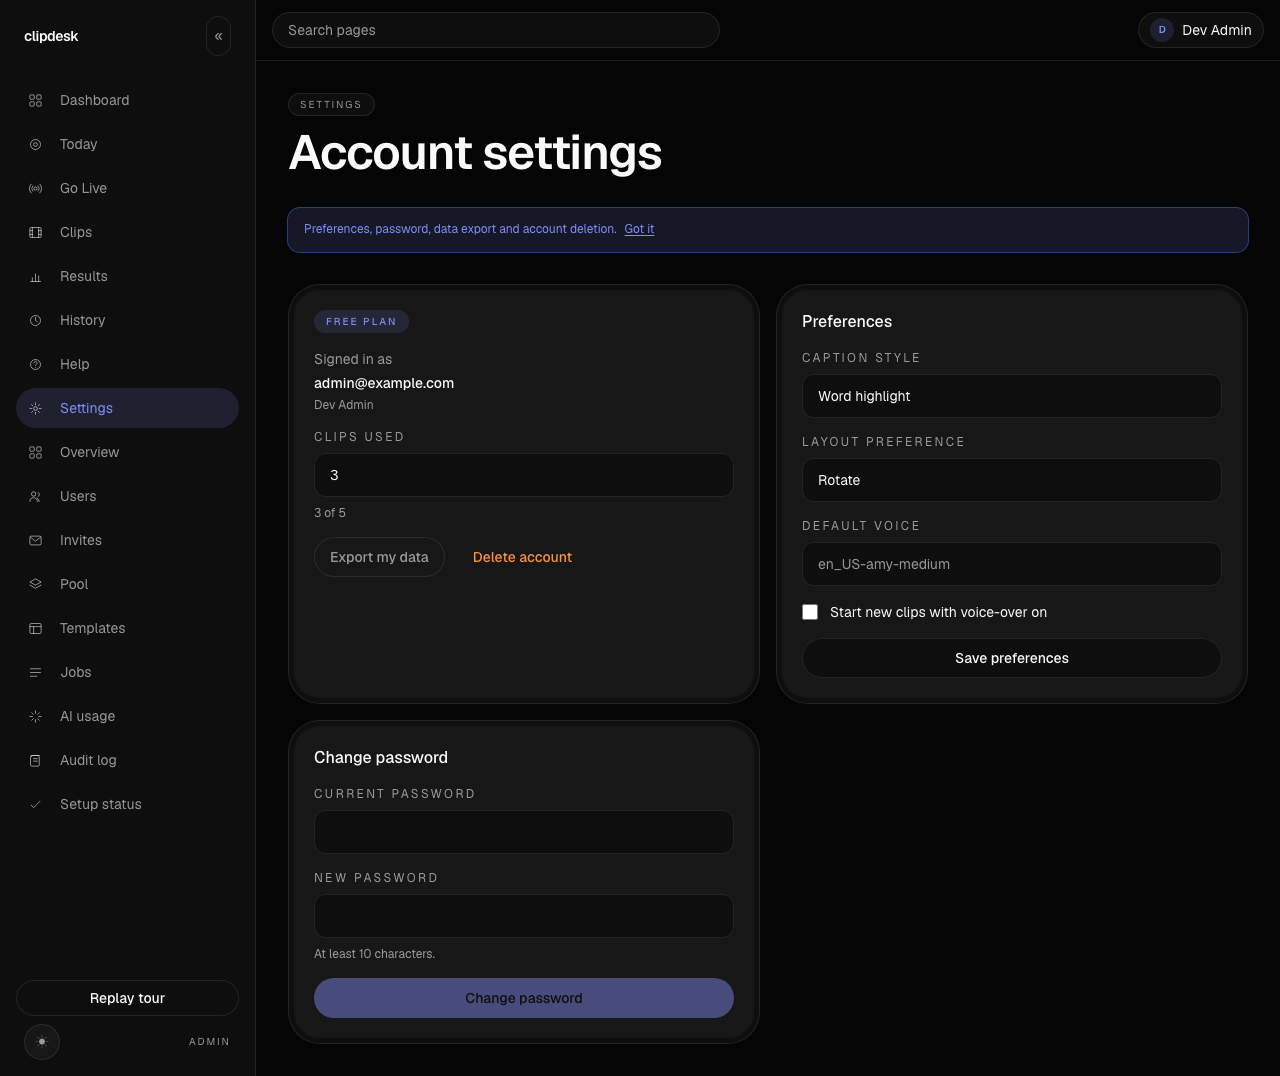 clipdesk
«
Search pages
D
Dev Admin
Dashboard
Today
Go Live
Clips
Results
History
Help
Settings
Overview
Users
Invites
Pool
Templates
Jobs
AI usage
Audit log
Setup status
Replay tour
ADMIN
SETTINGS
Account settings
Preferences, password, data export and account deletion. Got it
FREE PLAN
Signed in as
admin@example.com
Dev Admin
CLIPS USED
3
3 of 5
Export my data
Delete account
Preferences
CAPTION STYLE
Word highlight
LAYOUT PREFERENCE
Rotate
DEFAULT VOICE
en_US-amy-medium
Start new clips with voice-over on
Save preferences
Change password
CURRENT PASSWORD
NEW PASSWORD
At least 10 characters.
Change password